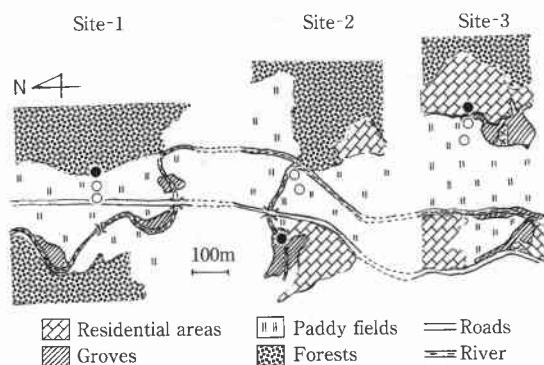 Site-1 Site-2 Site-3
N
100m
Residential areas Paddy fields Roads
Groves Forests River